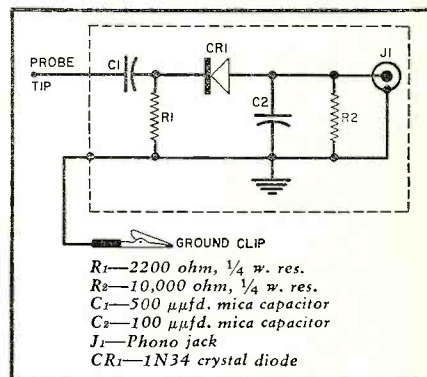 PROBE
TIP
C1
CR1
J1
R1
C2
R2
GROUND CLIP
R1—2200 ohm, ¼ w. res.
R2—10,000 ohm, ¼ w. res.
C1—500 μμfd. mica capacitor
C2—100 μμfd. mica capacitor
J1—Phono jack
CR1—1N34 crystal diode